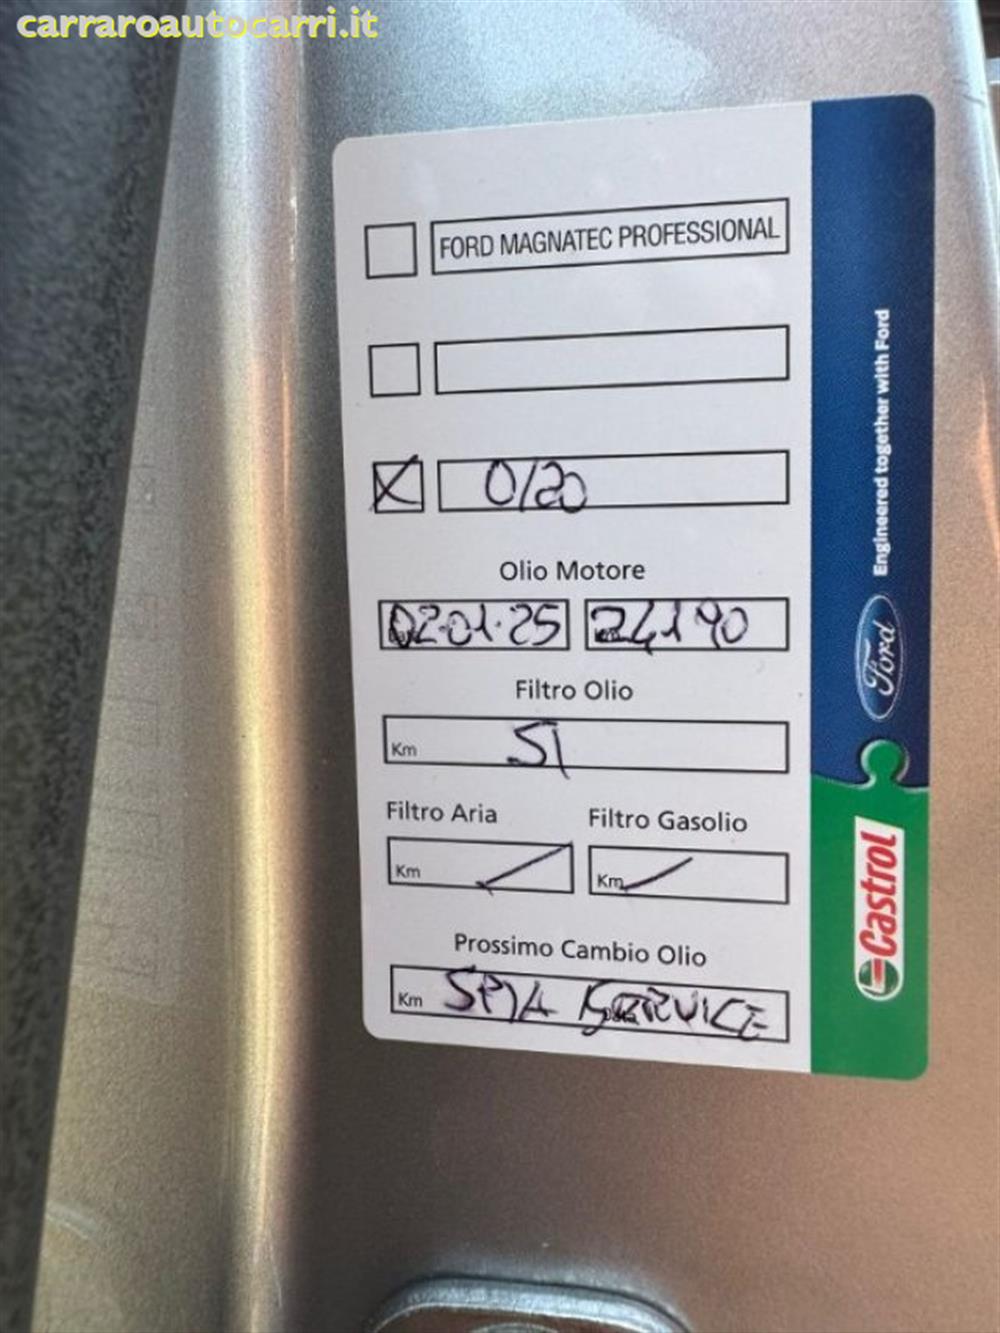 carraroautocarri.it
FORD MAGNATEC PROFESSIONAL
0/20
Olio Motore
02·01·25 24190
Filtro Olio
Km SI
Filtro Aria Filtro Gasolio
Km Km
Prossimo Cambio Olio
Km SPIA SERVICE
Engineered together with Ford
Ford
Castrol